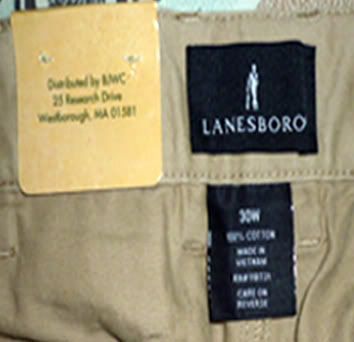 Distributed by BJWC
25 Research Drive
Westborough, MA 01581
LANESBORO
30W
100% COTTON
MADE IN
VIETNAM
CARE ON
REVERSE